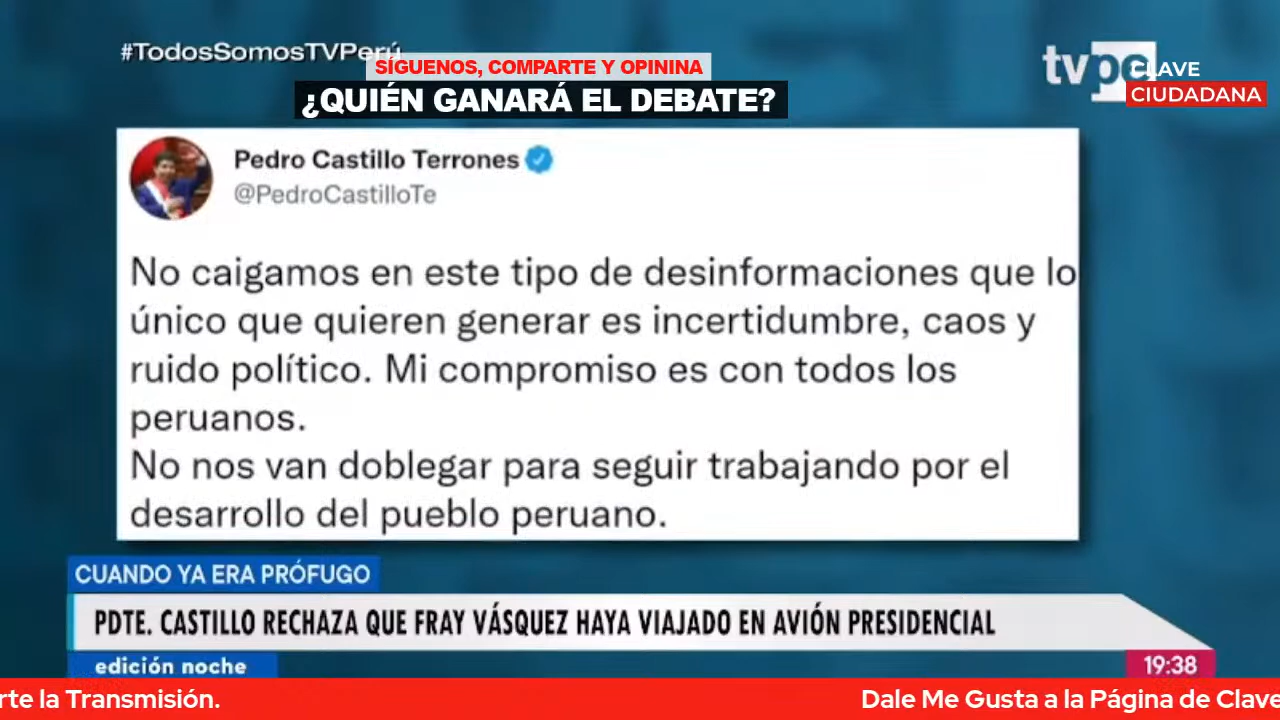 #TodosSomosTVPerú
SÍGUENOS, COMPARTE Y OPININA
¿QUIÉN GANARÁ EL DEBATE?
tvpe
CLAVE
CIUDADANA
Pedro Castillo Terrones
@PedroCastilloTe
No caigamos en este tipo de desinformaciones que lo
único que quieren generar es incertidumbre, caos y
ruido político. Mi compromiso es con todos los
peruanos.
No nos van doblegar para seguir trabajando por el
desarrollo del pueblo peruano.
CUANDO YA ERA PRÓFUGO
PDTE. CASTILLO RECHAZA QUE FRAY VÁSQUEZ HAYA VIAJADO EN AVIÓN PRESIDENCIAL
edición noche
19:38
rte la Transmisión.
Dale Me Gusta a la Página de Clave